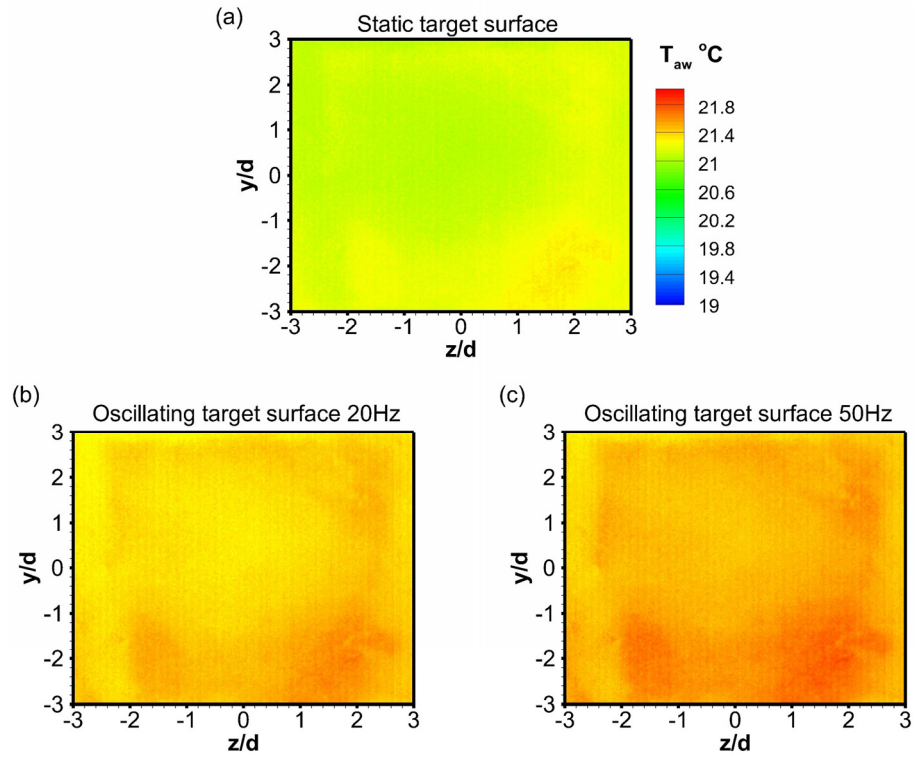 (a)
Static target surface
3
2
1
0
-1
-2
-3
y/d
-3 -2 -1 0 1 2 3
z/d
Taw °C
21.8
21.4
21
20.6
20.2
19.8
19.4
19
(b)
Oscillating target surface 20Hz
3
2
1
0
-1
-2
-3
y/d
-3 -2 -1 0 1 2 3
z/d
(c)
Oscillating target surface 50Hz
3
2
1
0
-1
-2
-3
y/d
-3 -2 -1 0 1 2 3
z/d